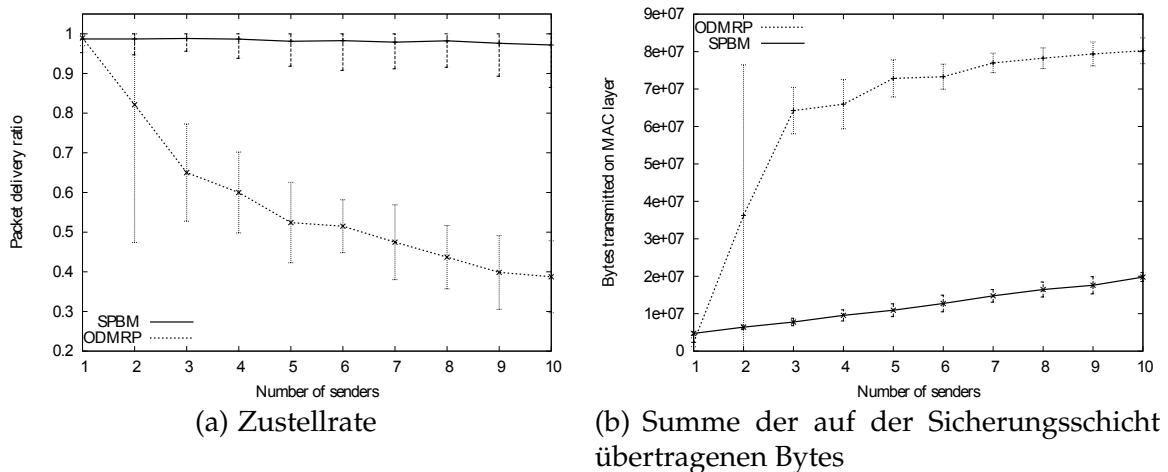 1
0.9
0.8
0.7
0.6
0.5
0.4
0.3
0.2
Packet delivery ratio
SPBM
ODMRP
1 2 3 4 5 6 7 8 9 10
Number of senders
(a) Zustellrate
9e+07
8e+07
7e+07
6e+07
5e+07
4e+07
3e+07
2e+07
1e+07
0
Bytes transmitted on MAC layer
ODMRP
SPBM
1 2 3 4 5 6 7 8 9 10
Number of senders
(b) Summe der auf der Sicherungsschicht
übertragenen Bytes